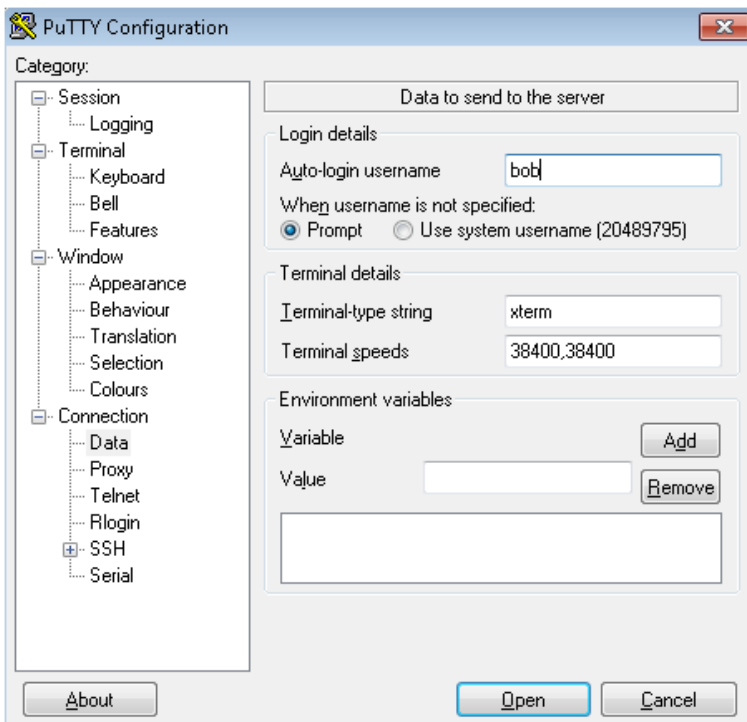 PuTTY Configuration
Category:
Session
Logging
Terminal
Keyboard
Bell
Features
Window
Appearance
Behaviour
Translation
Selection
Colours
Connection
Data
Proxy
Telnet
Rlogin
SSH
Serial
Data to send to the server
Login details
Auto-login username bob
When username is not specified:
Prompt Use system username (20489795)
Terminal details
Terminal-type string xterm
Terminal speeds 38400,38400
Environment variables
Variable Add
Value Remove
About Open Cancel